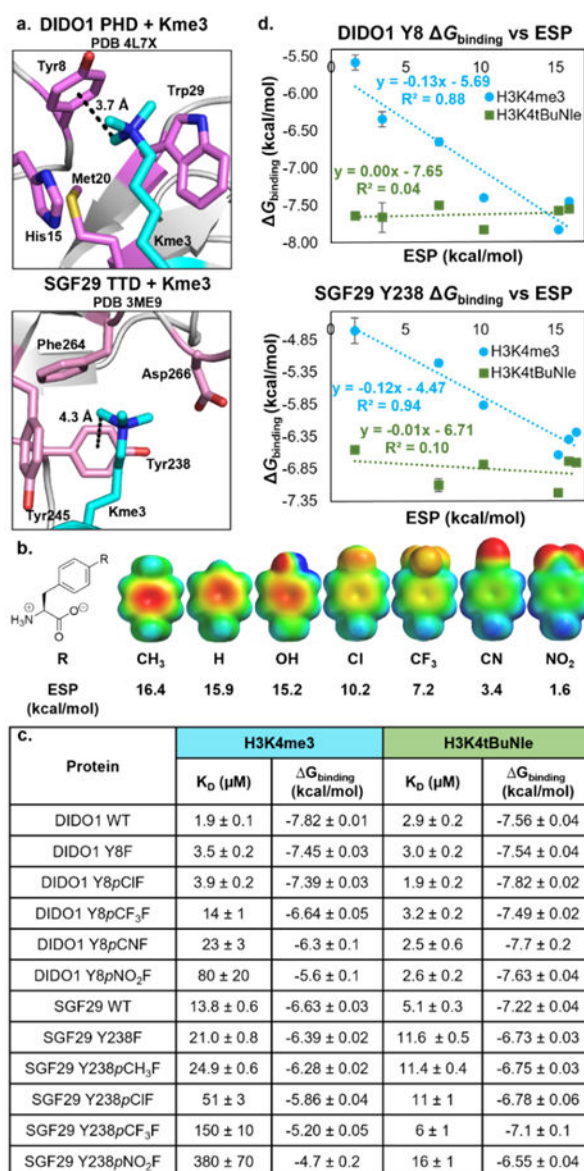 a.
DIDO1 PHD + Kme3
PDB 4L7X
Tyr8
3.7 Å
Trp29
Met20
His15
Kme3
SGF29 TTD + Kme3
PDB 3ME9
Phe264
Asp266
4.3 Å
Tyr238
Tyr245
Kme3
d.
DIDO1 Y8 ΔGbinding vs ESP
-5.50
0 5 10 15
y = -0.13x - 5.69
R² = 0.88
H3K4me3
H3K4tBuNle
-6.00
-6.50
-7.00
y = 0.00x - 7.65
R² = 0.04
-7.50
-8.00
ΔGbinding (kcal/mol)
ESP (kcal/mol)
SGF29 Y238 ΔGbinding vs ESP
0 5 10 15
-4.85
H3K4me3
H3K4tBuNle
-5.35
y = -0.12x - 4.47
R² = 0.94
-5.85
y = -0.01x - 6.71
R² = 0.10
-6.35
-6.85
-7.35
ΔGbinding (kcal/mol)
ESP (kcal/mol)
b.
R
H₃N
O
O
R CH₃ H OH Cl CF₃ CN NO₂
ESP (kcal/mol) 16.4 15.9 15.2 10.2 7.2 3.4 1.6
c.
Protein H3K4me3 H3K4tBuNle
KD (µM) ΔGbinding (kcal/mol) KD (µM) ΔGbinding (kcal/mol)
DIDO1 WT 1.9 ± 0.1 -7.82 ± 0.01 2.9 ± 0.2 -7.56 ± 0.04
DIDO1 Y8F 3.5 ± 0.2 -7.45 ± 0.03 3.0 ± 0.2 -7.54 ± 0.04
DIDO1 Y8pClF 3.9 ± 0.2 -7.39 ± 0.03 1.9 ± 0.2 -7.82 ± 0.02
DIDO1 Y8pCF₃F 14 ± 1 -6.64 ± 0.05 3.2 ± 0.2 -7.49 ± 0.02
DIDO1 Y8pCNF 23 ± 3 -6.3 ± 0.1 2.5 ± 0.6 -7.7 ± 0.2
DIDO1 Y8pNO₂F 80 ± 20 -5.6 ± 0.1 2.6 ± 0.2 -7.63 ± 0.04
SGF29 WT 13.8 ± 0.6 -6.63 ± 0.03 5.1 ± 0.3 -7.22 ± 0.04
SGF29 Y238F 21.0 ± 0.8 -6.39 ± 0.02 11.6 ± 0.5 -6.73 ± 0.03
SGF29 Y238pCH₃F 24.9 ± 0.6 -6.28 ± 0.02 11.4 ± 0.4 -6.75 ± 0.03
SGF29 Y238pClF 51 ± 3 -5.86 ± 0.04 11 ± 1 -6.78 ± 0.06
SGF29 Y238pCF₃F 150 ± 10 -5.20 ± 0.05 6 ± 1 -7.1 ± 0.1
SGF29 Y238pNO₂F 380 ± 70 -4.7 ± 0.2 16 ± 1 -6.55 ± 0.04